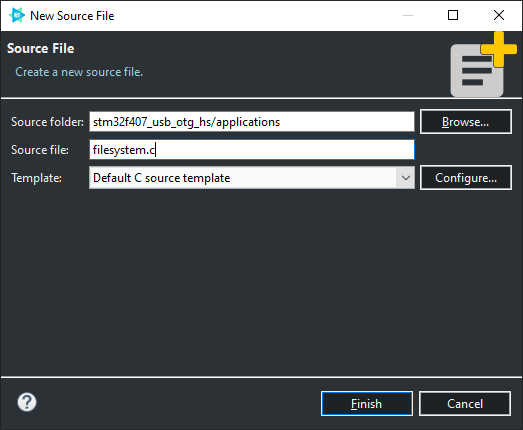 New Source File
Source File
Create a new source file.
Source folder: stm32f407_usb_otg_hs/applications Browse...
Source file: filesystem.c
Template: Default C source template Configure...
? Finish Cancel